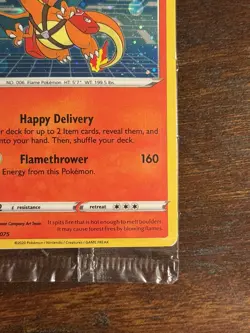 NO. 006 Flame Pokémon HT: 5'7" WT: 199.5 lbs.
Happy Delivery
r deck for up to 2 Item cards, reveal them, and
nto your hand. Then, shuffle your deck.
Flamethrower 160
Energy from this Pokémon.
resistance retreat
It spits fire that is hot enough to melt boulders.
It may cause forest fires by blowing flames.
©2020 Pokémon / Nintendo / Creatures / GAME FREAK
075